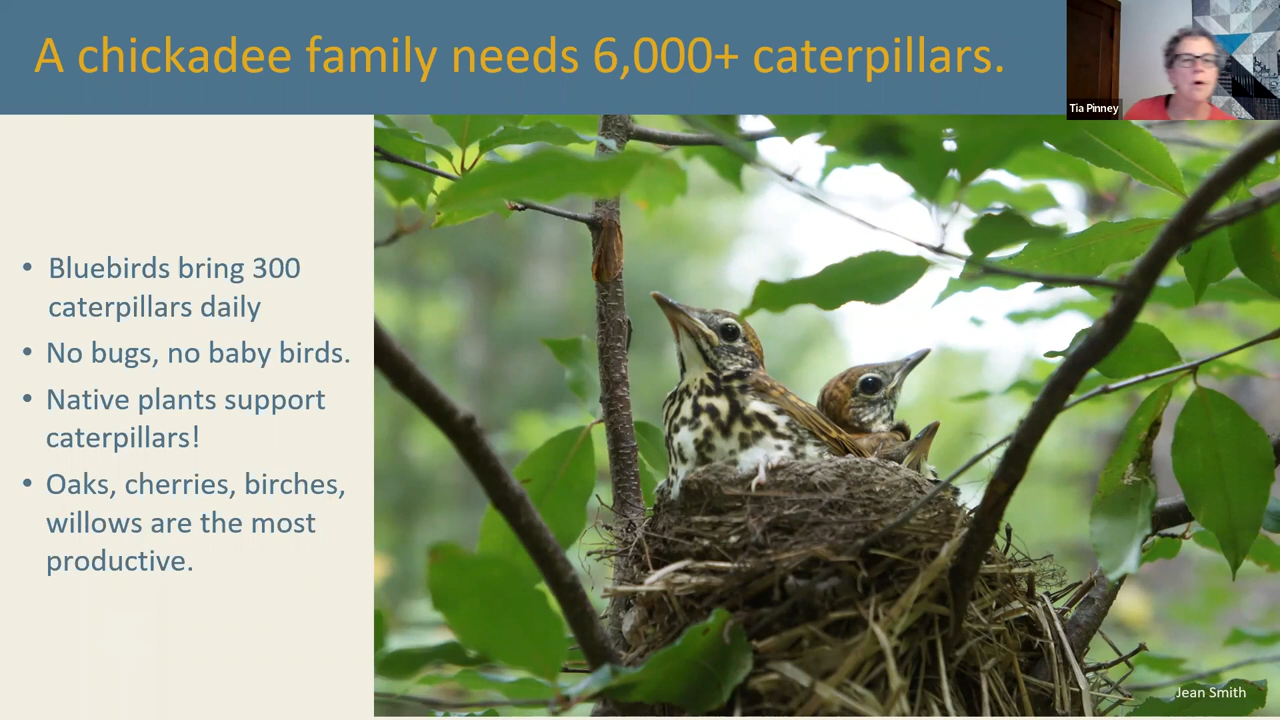 A chickadee family needs 6,000+ caterpillars.
Tia Pinney
• Bluebirds bring 300
caterpillars daily
• No bugs, no baby birds.
• Native plants support
caterpillars!
• Oaks, cherries, birches,
willows are the most
productive.
Jean Smith